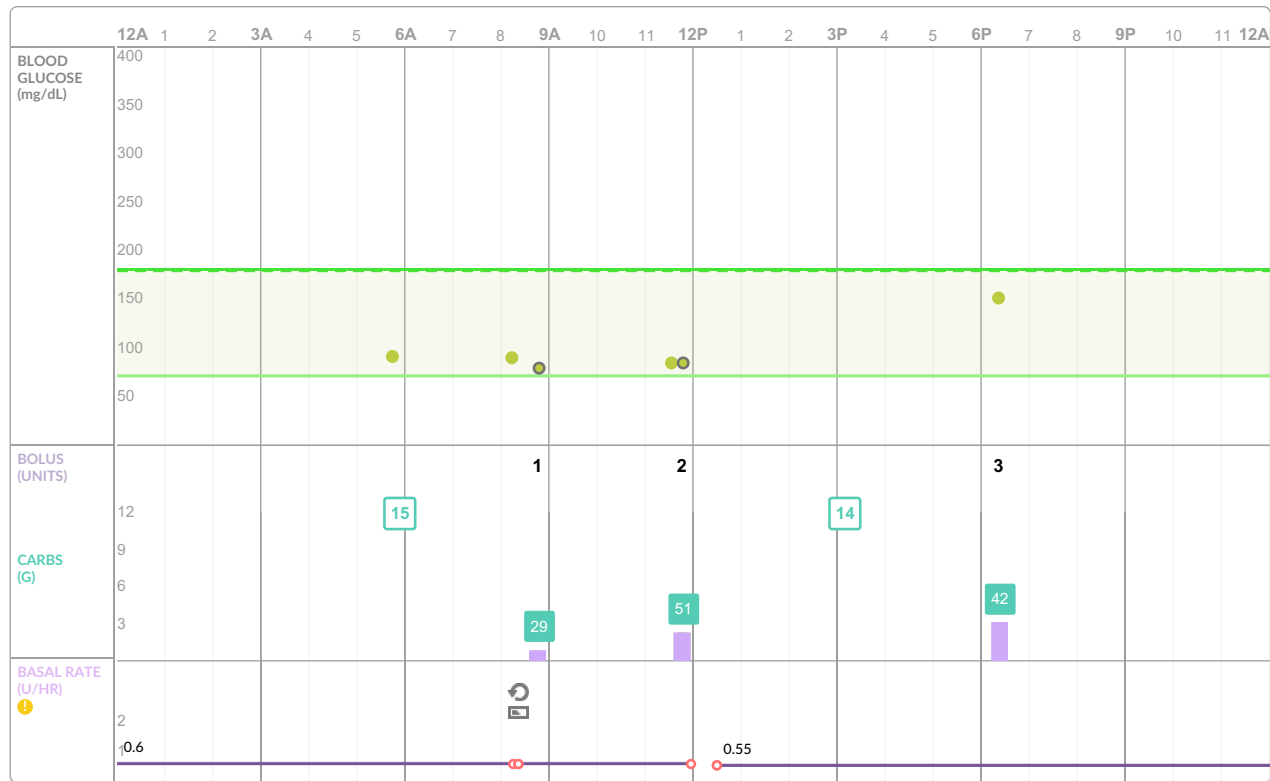 12A 1 2 3A 4 5 6A 7 8 9A 10 11 12P 1 2 3P 4 5 6P 7 8 9P 10 11 12A
BLOOD
GLUCOSE
(mg/dL)
400
350
300
250
200
150
100
50
BOLUS
(UNITS)
1 2 3
12
15 14
9
CARBS
(G)
6
42
51
3
29
BASAL RATE
(U/HR)
!
2
1
0.6 0.55